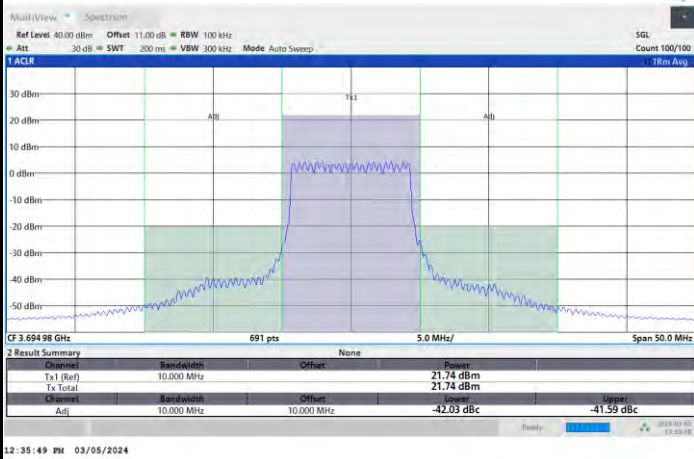 MultiView Spectrum
Ref Level 40.00 dBm Offset 11.00 dB RBW 100 kHz SGL
Att 30 dB SWT 200 ms VBW 300 kHz Mode Auto Sweep Count 100/100
1 ACLR 1Rm Avg
Tx1
30 dBm
Adj Adj
20 dBm
10 dBm
0 dBm
-10 dBm
-20 dBm
-30 dBm
-40 dBm
-50 dBm
CF 3.694 98 GHz 691 pts 5.0 MHz/ Span 50.0 MHz
2 Result Summary None
Channel Bandwidth Offset Power
Tx1 (Ref) 10.000 MHz 21.74 dBm
Tx Total 21.74 dBm
Channel Bandwidth Offset Lower Upper
Adj 10.000 MHz 10.000 MHz -42.03 dBc -41.59 dBc
Ready
12:35:49 PM 03/05/2024